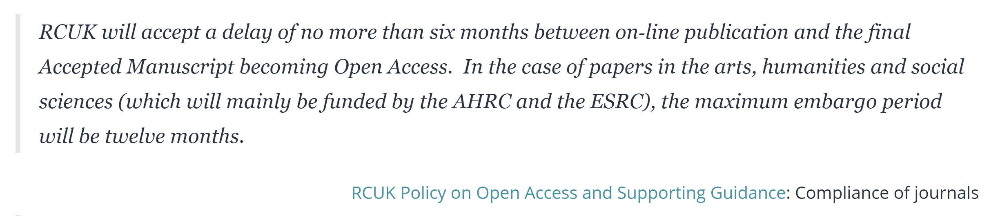 RCUK will accept a delay of no more than six months between on-line publication and the final
Accepted Manuscript becoming Open Access.  In the case of papers in the arts, humanities and social
sciences (which will mainly be funded by the AHRC and the ESRC), the maximum embargo period
will be twelve months.
RCUK Policy on Open Access and Supporting Guidance: Compliance of journals